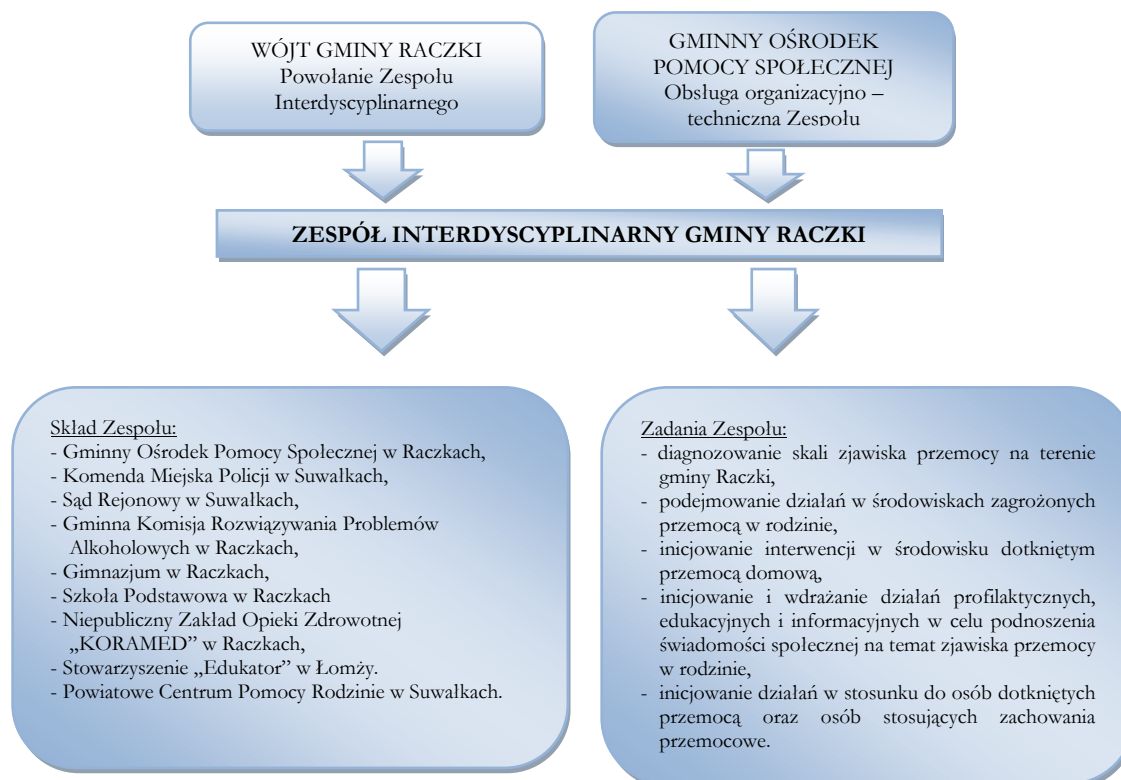 WÓJT GMINY RACZKI
Powołanie Zespołu
Interdyscyplinarnego
GMINNY OŚRODEK
POMOCY SPOŁECZNEJ
Obsługa organizacyjno –
techniczna Zespołu
ZESPÓŁ INTERDYSCYPLINARNY GMINY RACZKI
Skład Zespołu:
- Gminny Ośrodek Pomocy Społecznej w Raczkach,
- Komenda Miejska Policji w Suwałkach,
- Sąd Rejonowy w Suwałkach,
- Gminna Komisja Rozwiązywania Problemów
Alkoholowych w Raczkach,
- Gimnazjum w Raczkach,
- Szkoła Podstawowa w Raczkach
- Niepubliczny Zakład Opieki Zdrowotnej
„KORAMED” w Raczkach,
- Stowarzyszenie „Edukator” w Łomży.
- Powiatowe Centrum Pomocy Rodzinie w Suwałkach.
Zadania Zespołu:
- diagnozowanie skali zjawiska przemocy na terenie
gminy Raczki,
- podejmowanie działań w środowiskach zagrożonych
przemocą w rodzinie,
- inicjowanie interwencji w środowisku dotkniętym
przemocą domową,
- inicjowanie i wdrażanie działań profilaktycznych,
edukacyjnych i informacyjnych w celu podnoszenia
świadomości społecznej na temat zjawiska przemocy
w rodzinie,
- inicjowanie działań w stosunku do osób dotkniętych
przemocą oraz osób stosujących zachowania
przemocowe.